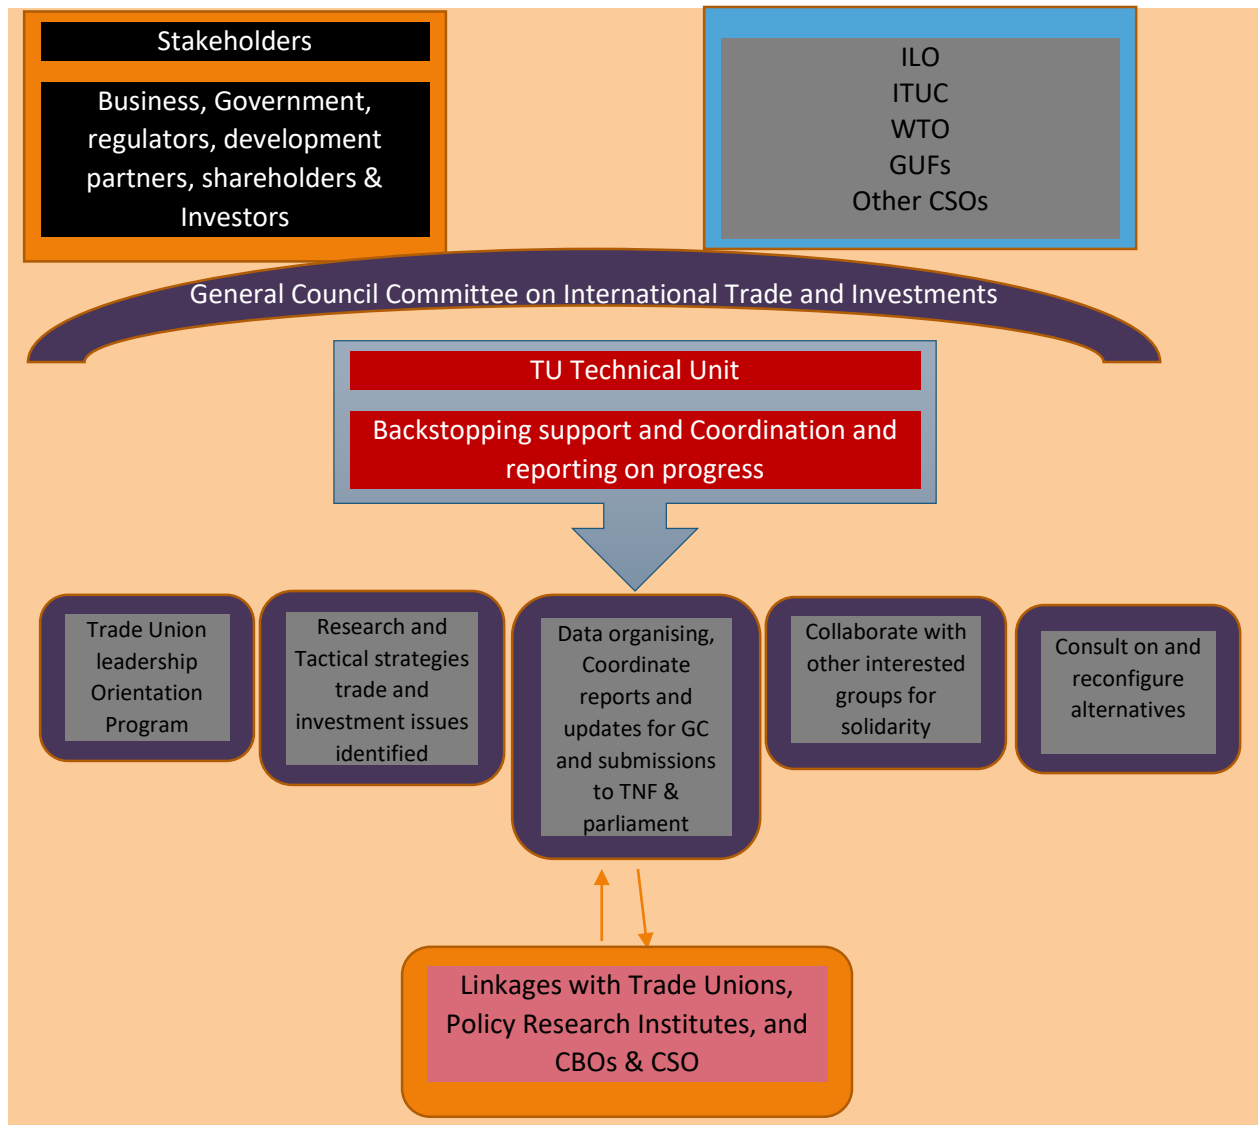 Stakeholders
Business, Government,
regulators, development
partners, shareholders &
Investors
ILO
ITUC
WTO
GUFs
Other CSOs
General Council Committee on International Trade and Investments
TU Technical Unit
Backstopping support and Coordination and
reporting on progress
Trade Union
leadership
Orientation
Program
Research and
Tactical strategies
trade and
investment issues
identified
Data organising,
Coordinate
reports and
updates for GC
and submissions
to TNF &
parliament
Collaborate with
other interested
groups for
solidarity
Consult on and
reconfigure
alternatives
Linkages with Trade Unions,
Policy Research Institutes, and
CBOs & CSO